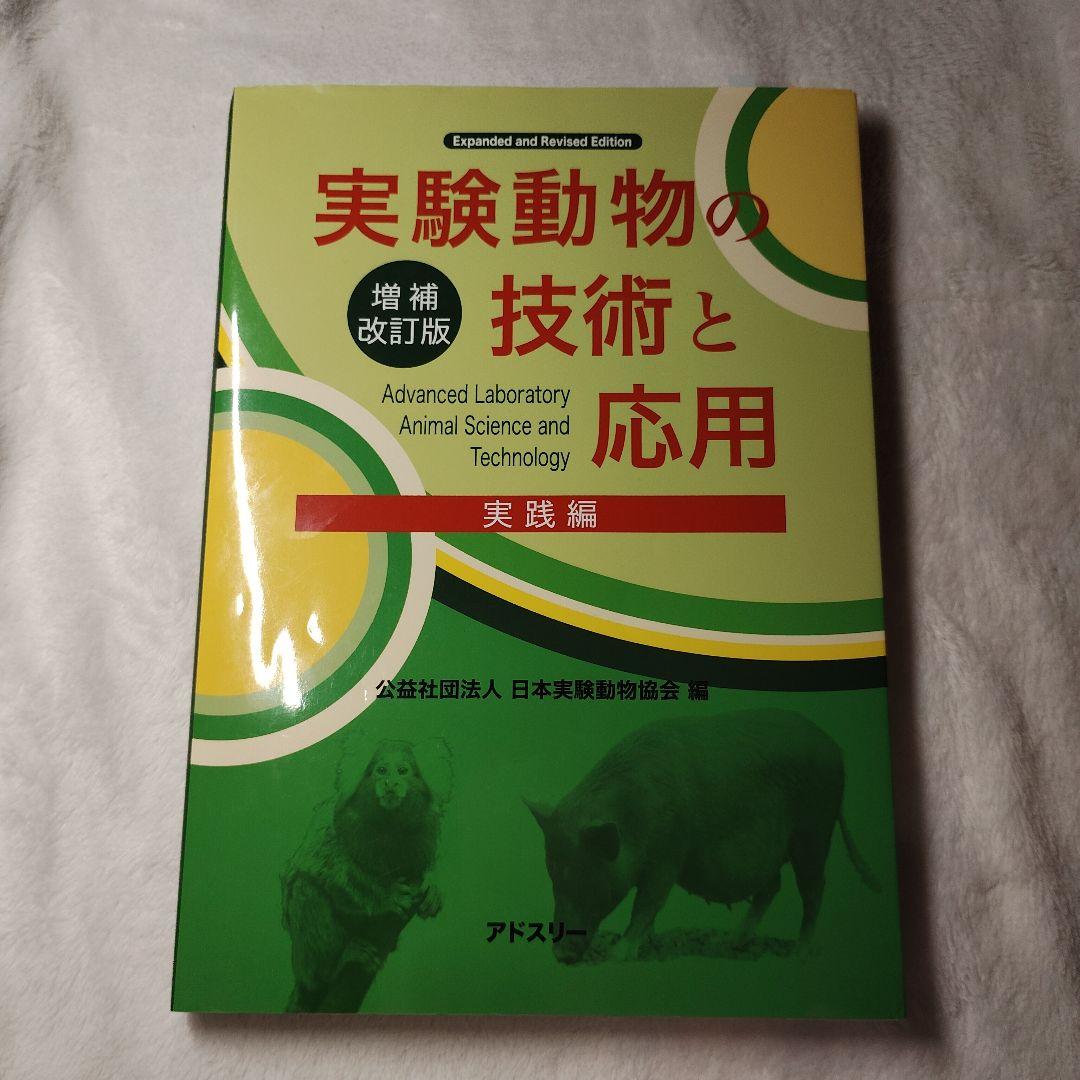 Expanded and Revised Edition
実験動物の
増補
改訂版
技術と
Advanced Laboratory
Animal Science and
Technology
応用
実践編
公益社団法人 日本実験動物協会 編
アドスリー